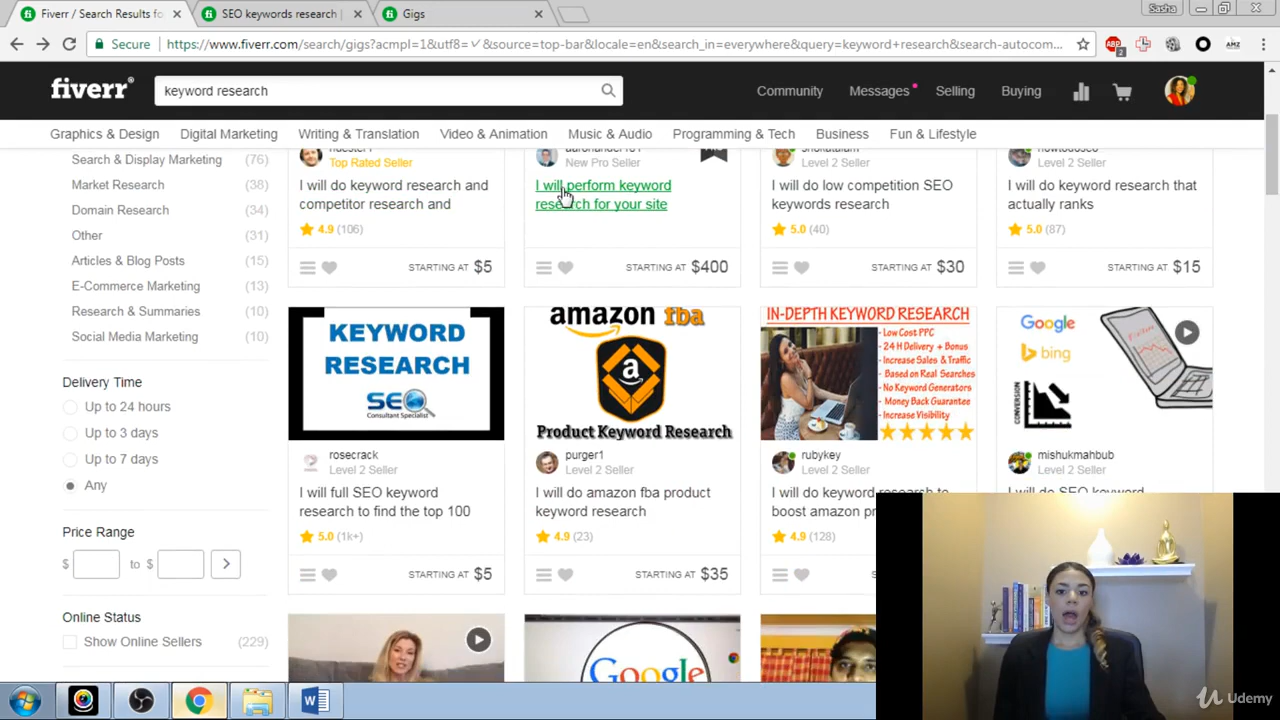 Fiverr / Search Results for
SEO keywords research |
Gigs
Sasha
Secure
https://www.fiverr.com/search/gigs?acmpl=1&utf8=✓&source=top-bar&locale=en&search_in=everywhere&query=keyword+research&search-autocom...
fiverr®
keyword research
Community
Messages
Selling
Buying
Graphics & Design
Digital Marketing
Writing & Translation
Video & Animation
Music & Audio
Programming & Tech
Business
Fun & Lifestyle
Search & Display Marketing (76)
Market Research (38)
Domain Research (34)
Other (31)
Articles & Blog Posts (15)
E-Commerce Marketing (13)
Research & Summaries (10)
Social Media Marketing (10)
Delivery Time
Up to 24 hours
Up to 3 days
Up to 7 days
Any
Price Range
$ to $
Online Status
Show Online Sellers (229)
Top Rated Seller
I will do keyword research and
competitor research and
4.9 (106)
STARTING AT $5
New Pro Seller
I will perform keyword
research for your site
STARTING AT $400
Level 2 Seller
I will do low competition SEO
keywords research
5.0 (40)
STARTING AT $30
Level 2 Seller
I will do keyword research that
actually ranks
5.0 (87)
STARTING AT $15
KEYWORD
RESEARCH
SEO
Consultant Specialist
rosecrack
Level 2 Seller
I will full SEO keyword
research to find the top 100
5.0 (1k+)
STARTING AT $5
amazon fba
a
Product Keyword Research
purger1
Level 2 Seller
I will do amazon fba product
keyword research
4.9 (23)
STARTING AT $35
IN-DEPTH KEYWORD RESEARCH
- Low Cost PPC
- 24 H Delivery + Bonus
- Increase Sales & Traffic
- Based on Real Searches
- No Keyword Generators
- Money Back Guarantee
- Increase Visibility
rubykey
Level 2 Seller
I will do keyword research to
boost amazon
4.9 (128)
STARTING AT
Google
bing
CONVERSION
mishukmahbub
Level 2 Seller
I will do SEO keyword
Google
Udemy